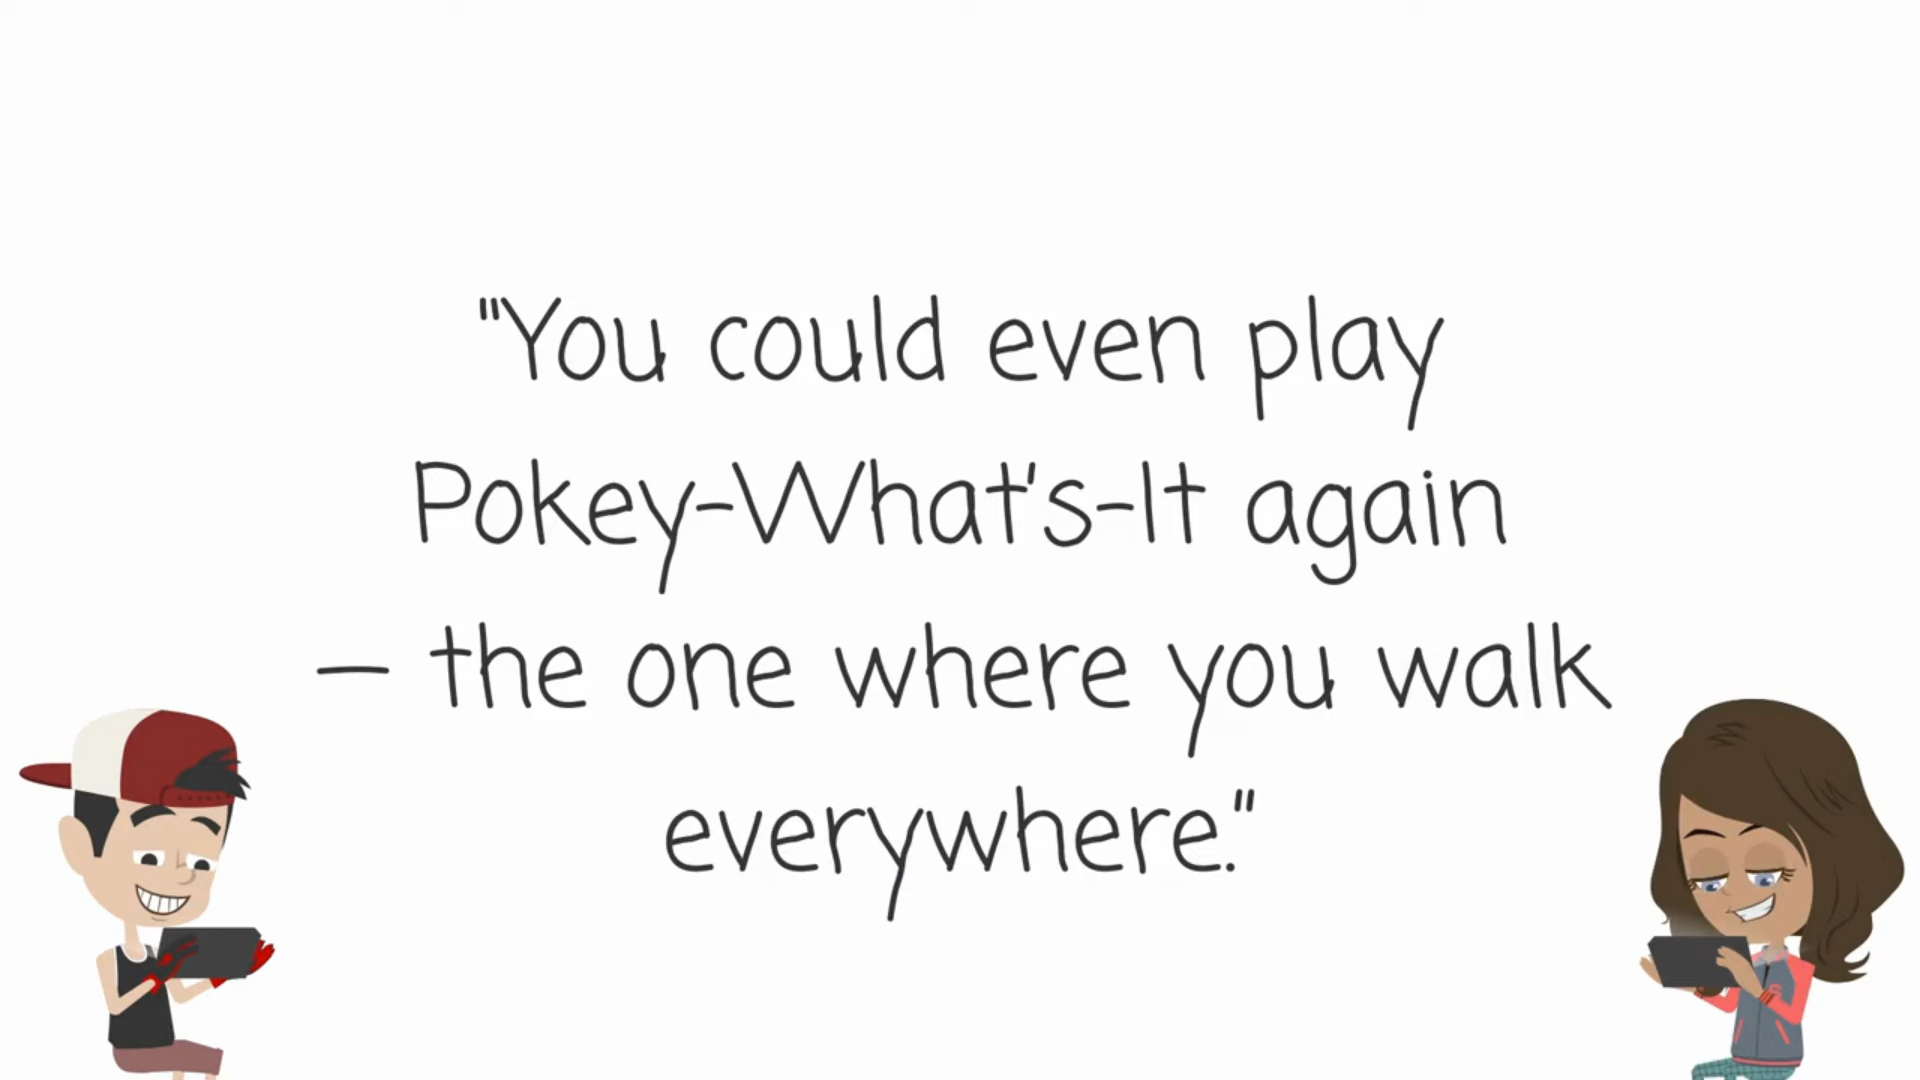 "You could even play
Pokey-What's-It again
– the one where you walk
everywhere."